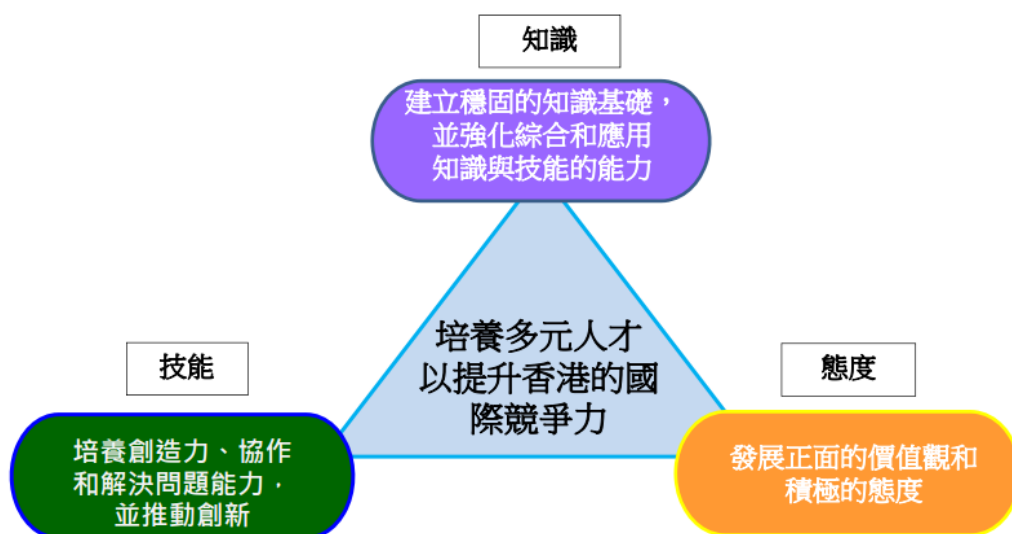 知識
建立穩固的知識基礎，
並強化綜合和應用
知識與技能的能力
培養多元人才
以提升香港的國
際競爭力
技能
培養創造力、協作
和解決問題能力，
並推動創新
態度
發展正面的價值觀和
積極的態度